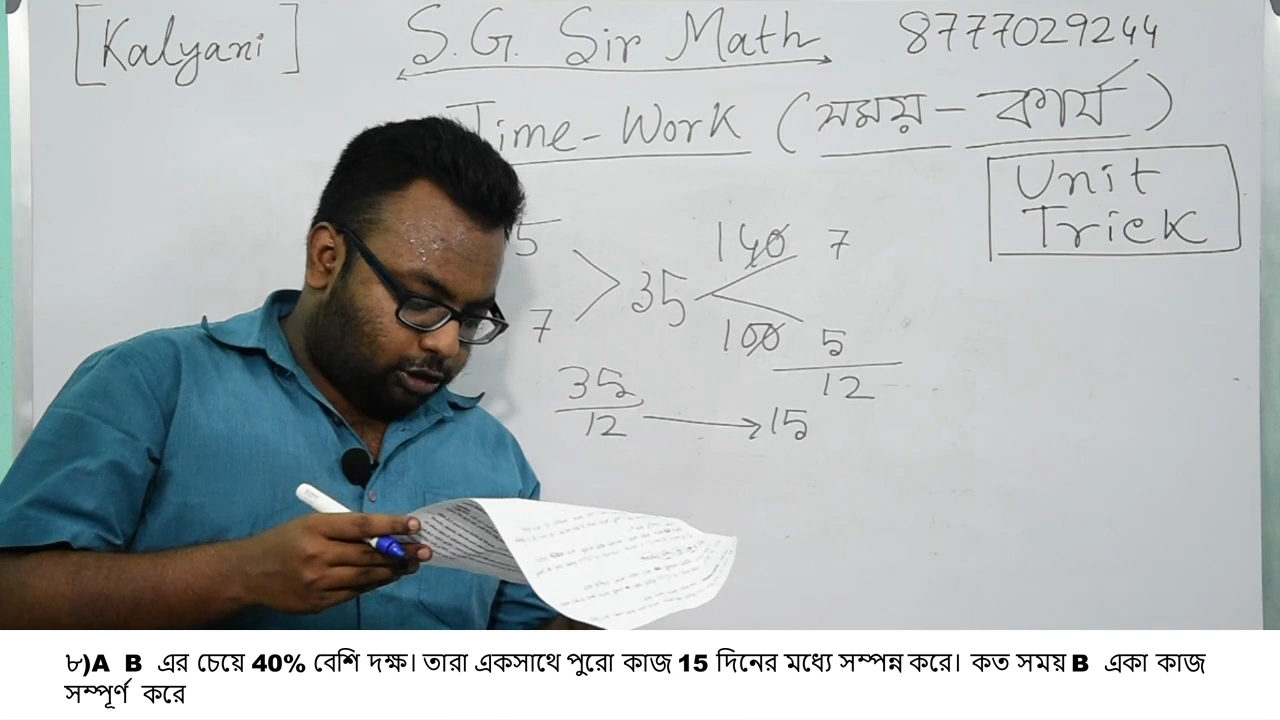 [Kalyani] S.G. Sir Math 8777029244
Time-Work (সময়-কার্য)
Unit
Trick
5
7
35
140 7
100 5
12
35
12
15
৮)A B এর চেয়ে 40% বেশি দক্ষ। তারা একসাথে পুরো কাজ 15 দিনের মধ্যে সম্পন্ন করে। কত সময় B একা কাজ
সম্পূর্ণ করে